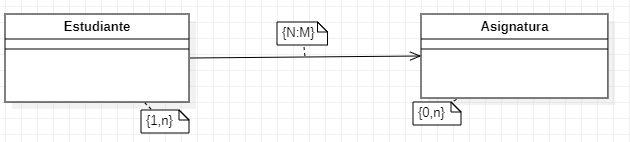 Estudiante
{N:M}
Asignatura
{1,n}
{0,n}